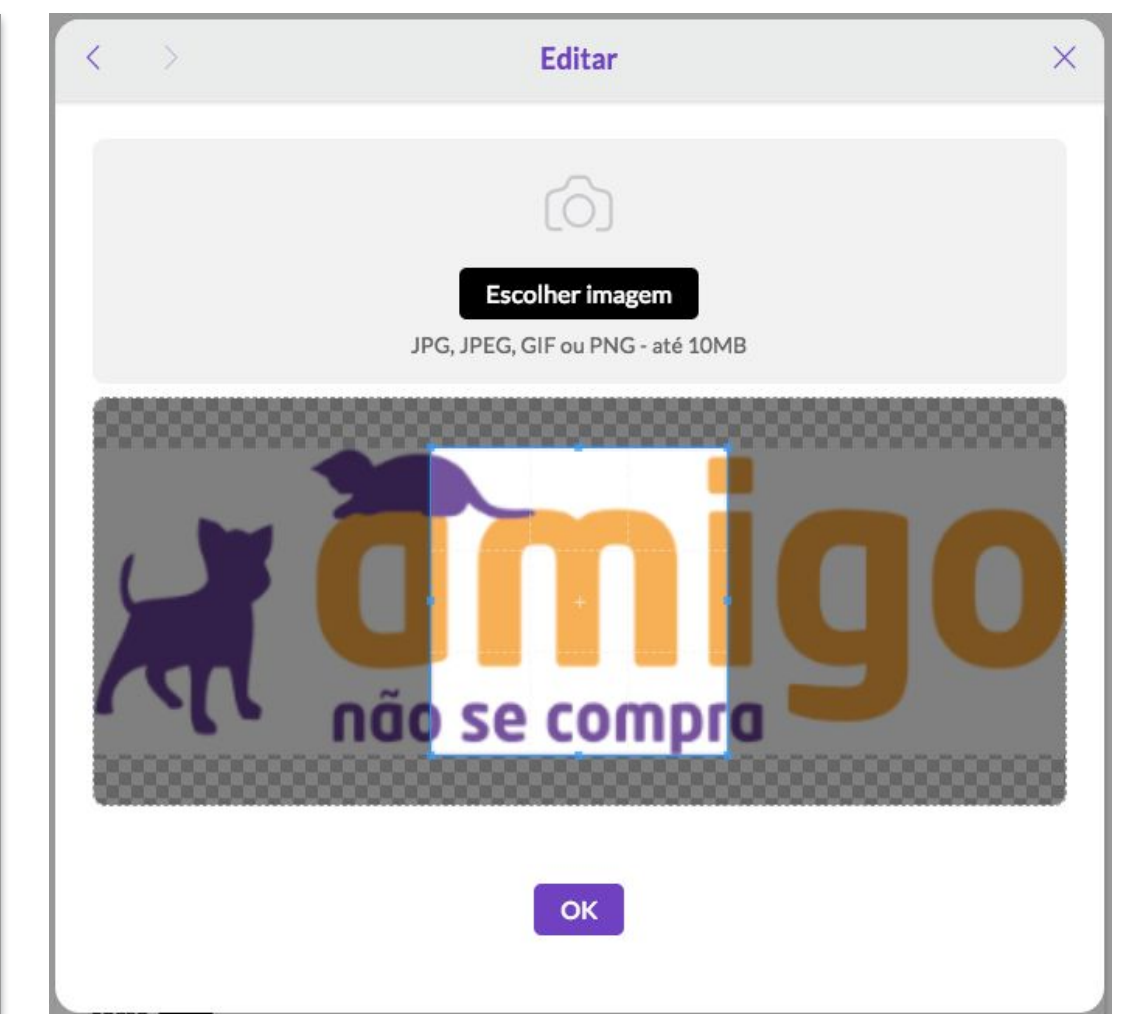 Editar
Escolher imagem
JPG, JPEG, GIF ou PNG - até 10MB
amigo
não se compra
OK